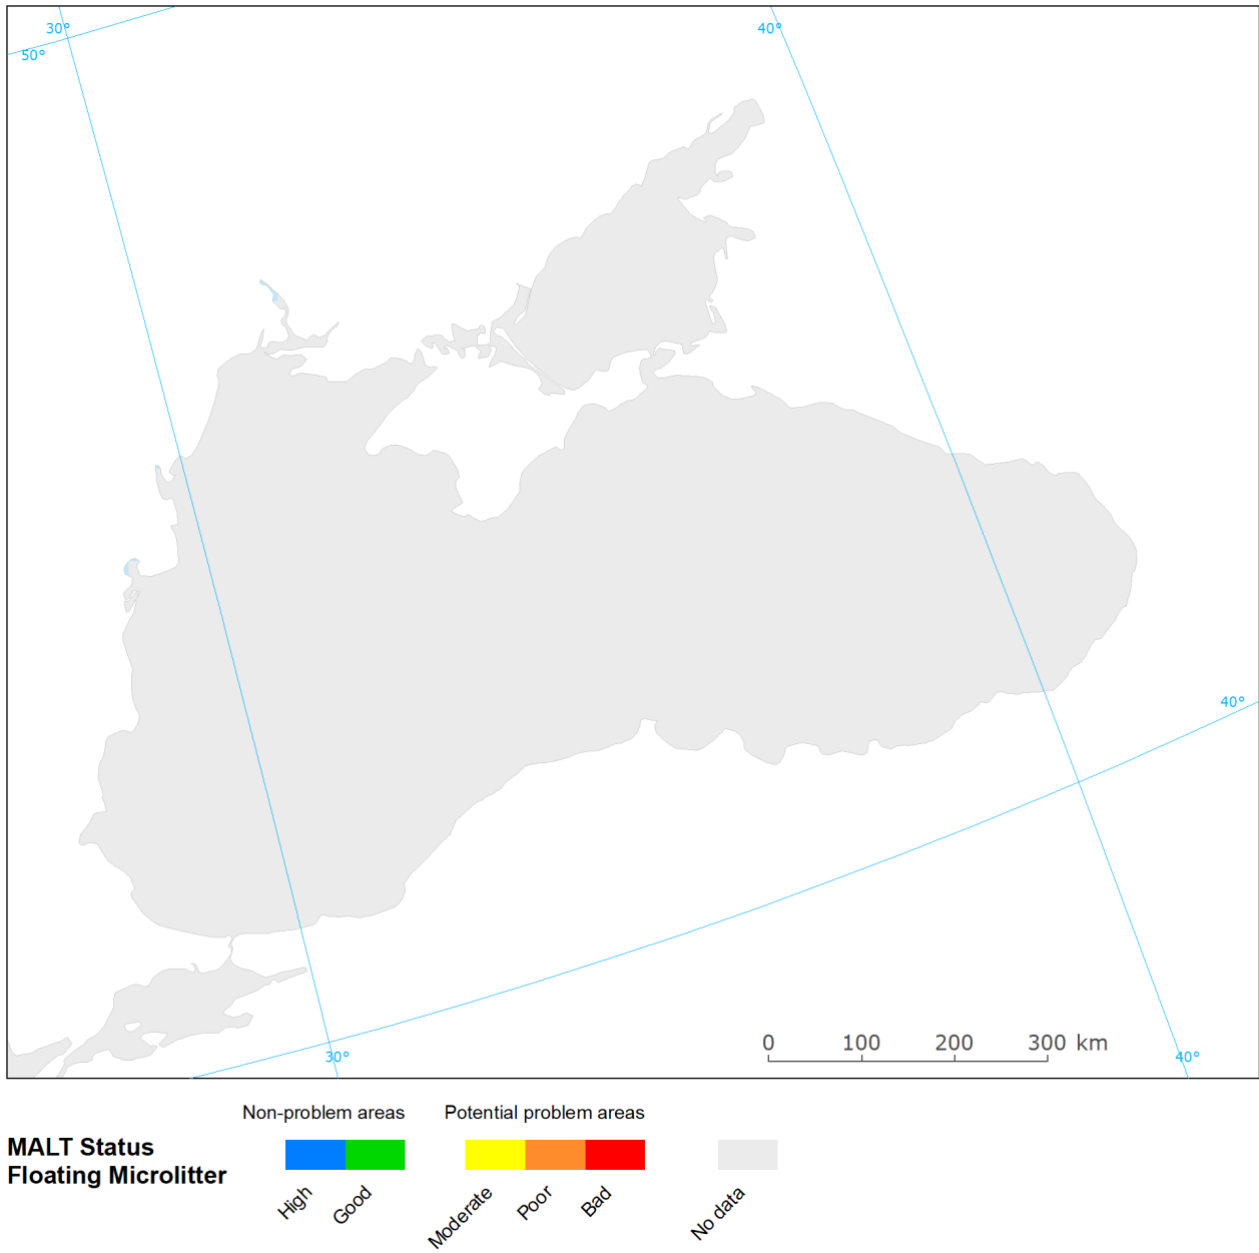 30°
40°
50°
40°
0 100 200 300 km
30°
40°
Non-problem areas
Potential problem areas
MALT Status
Floating Microlitter
High
Good
Moderate
Poor
Bad
No data